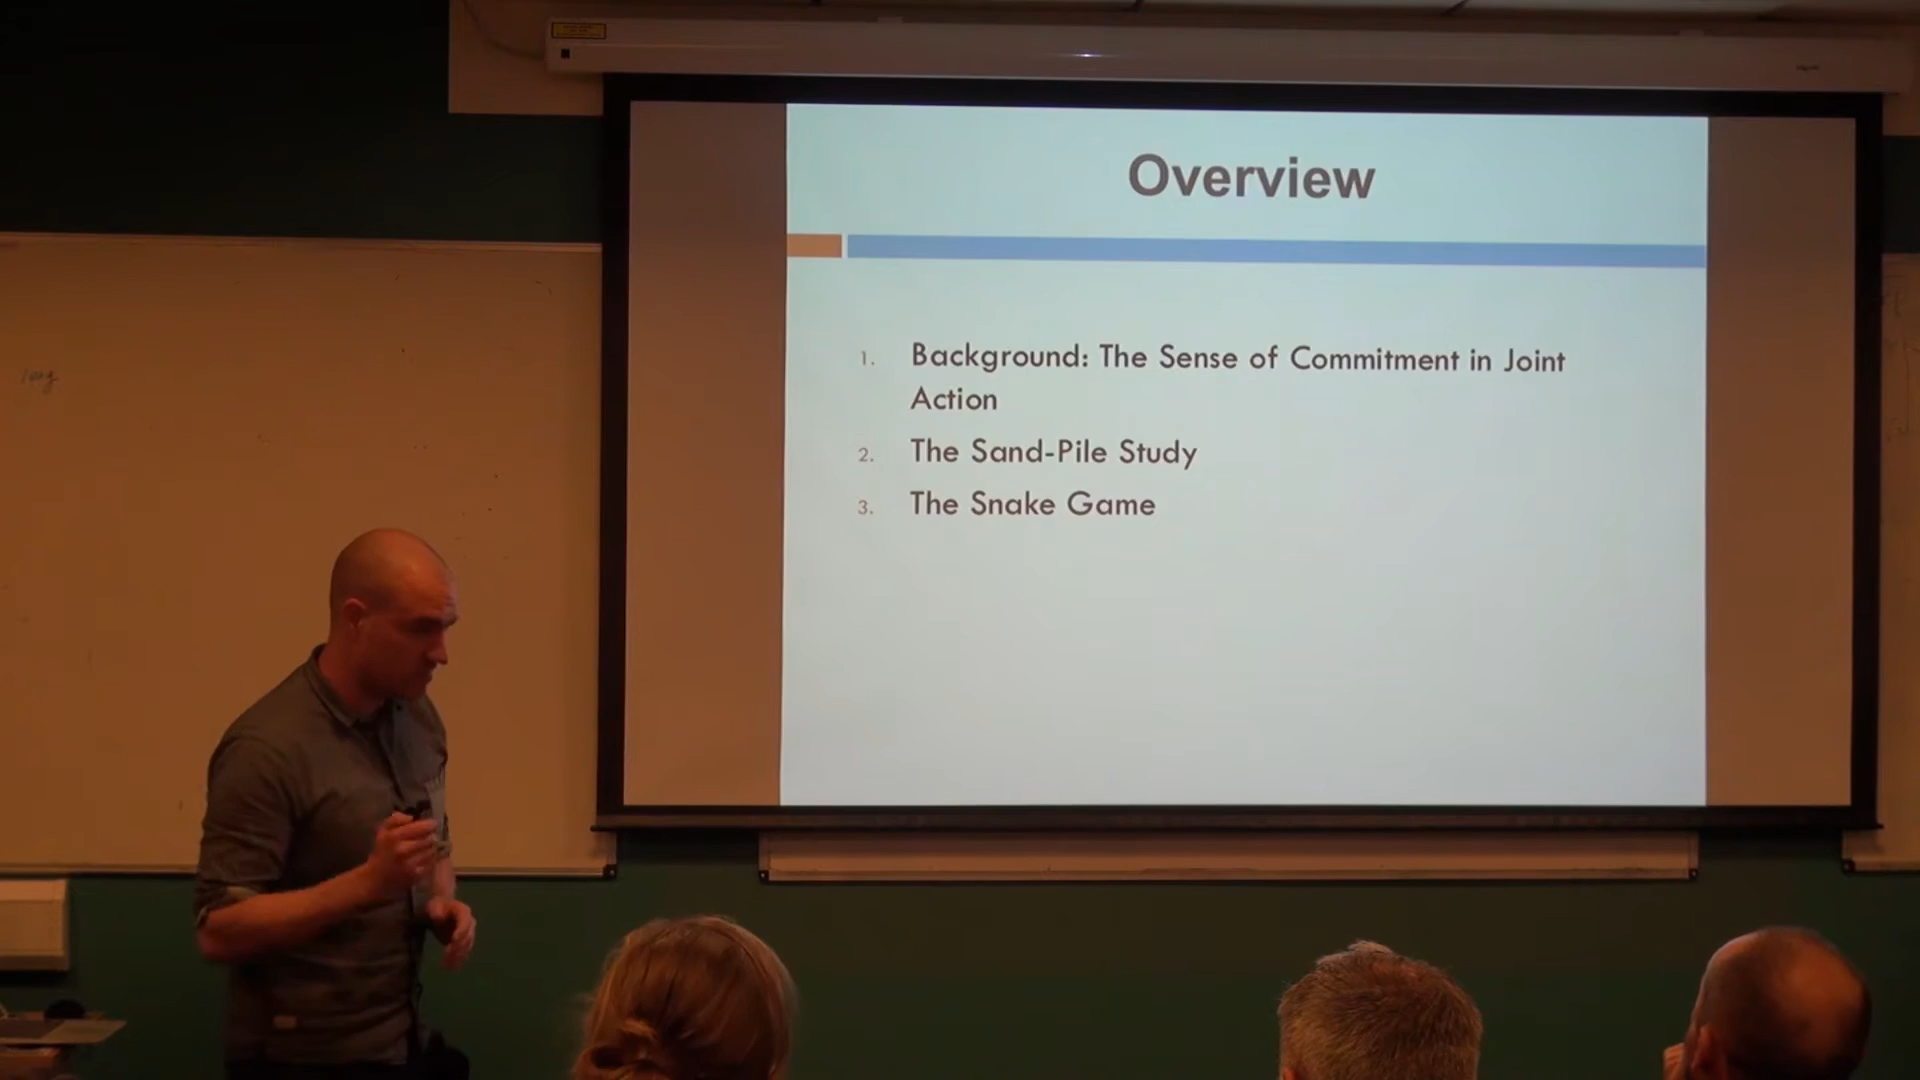 Overview
1. Background: The Sense of Commitment in Joint
Action
2. The Sand-Pile Study
3. The Snake Game